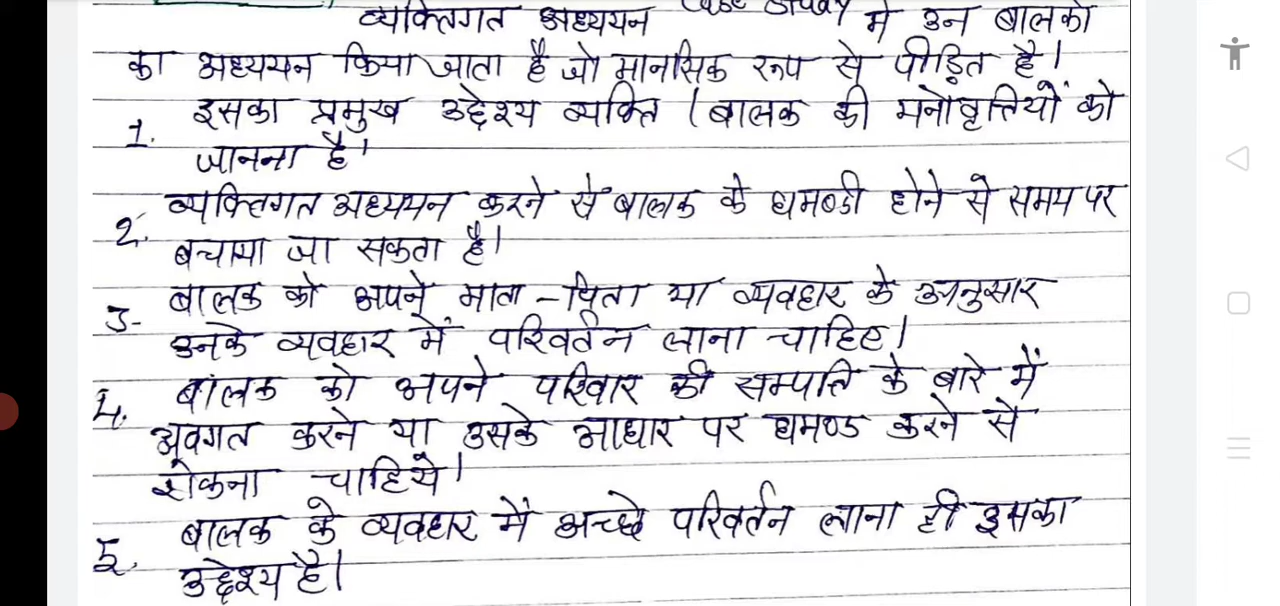 व्यक्तिगत अध्ययन Case Study मे उन बालको
का अध्ययन किया जाता है जो मानसिक रूप से पीड़ित है।
1. इसका प्रमुख उद्देश्य व्यक्ति / बालक की मनोवृत्तियों को
जानना है।
2. व्यक्तिगत अध्ययन करने से बालक के घमण्डी होने से समय पर
बचाया जा सकता है।
3- बालक को अपने माता - पिता या व्यवहार के अनुसार
उनके व्यवहार में परिवर्तन लाना चाहिए।
4. बालक को अपने परिवार की सम्पति के बारे में
अवगत करने या उसके आधार पर घमण्ड करने से
रोकना चाहिये।
5. बालक के व्यवहार में अच्छे परिवर्तन लाना ही इसका
उद्देश्य है।